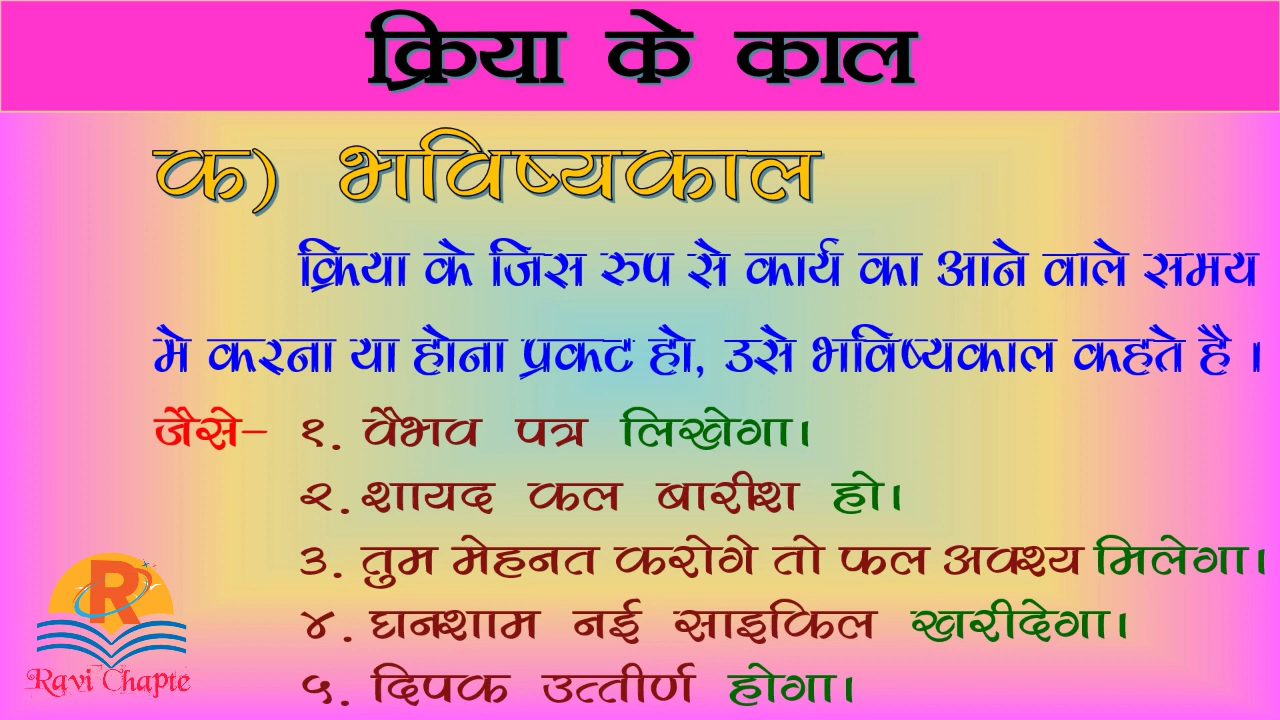 क्रिया के काल
क) भविष्यकाल
क्रिया के जिस रुप से कार्य का आने वाले समय
मे करना या होना प्रकट हो, उसे भविष्यकाल कहते है ।
जैसे- १. वैभव पत्र लिखेगा।
२. शायद कल बारीश हो।
३. तुम मेहनत करोगे तो फल अवश्य मिलेगा।
४. घनशाम नई साइकिल खरीदेगा।
५. दिपक उत्तीर्ण होगा।
R
Ravi Chapte